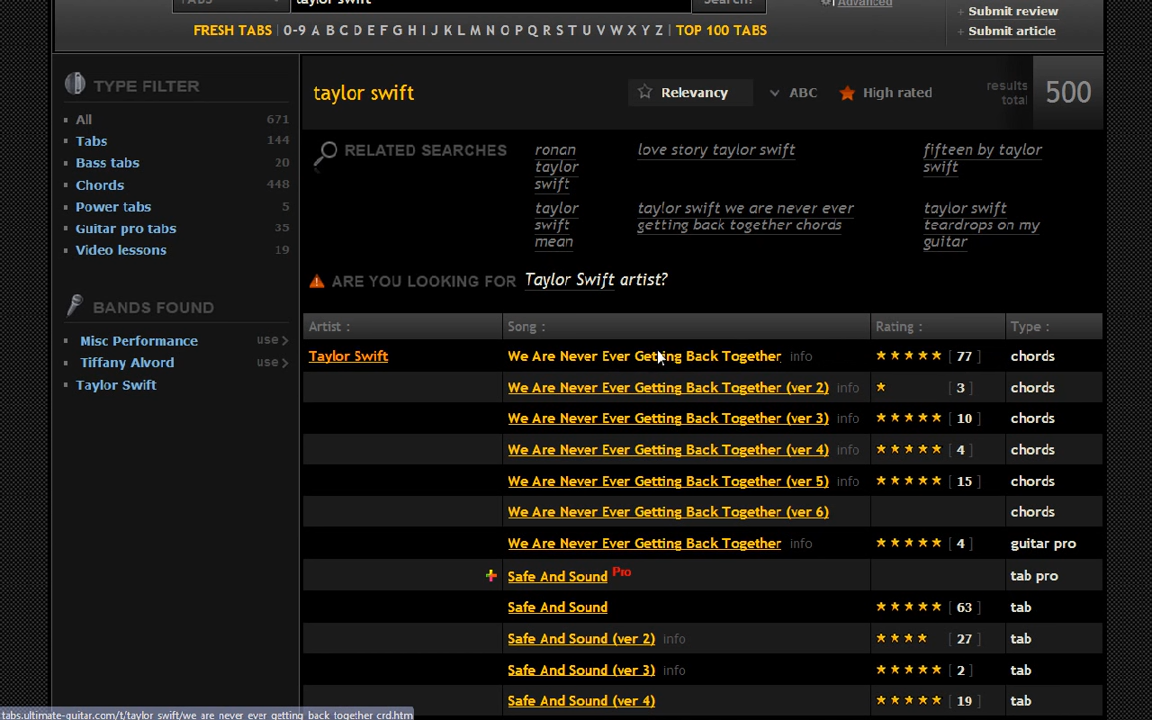 TABS taylor swift Search! Advanced
+ Submit review
FRESH TABS | 0-9 A B C D E F G H I J K L M N O P Q R S T U V W X Y Z | TOP 100 TABS
+ Submit article
TYPE FILTER
All 671
Tabs 144
Bass tabs 20
Chords 448
Power tabs 5
Guitar pro tabs 35
Video lessons 19
BANDS FOUND
Misc Performance use >
Tiffany Alvord use >
Taylor Swift
taylor swift
Relevancy
ABC
High rated
results
total
500
RELATED SEARCHES
ronan
taylor
swift
love story taylor swift
fifteen by taylor
swift
taylor
swift
mean
taylor swift we are never ever
getting back together chords
taylor swift
teardrops on my
guitar
ARE YOU LOOKING FOR Taylor Swift artist?
Artist : Song : Rating : Type :
Taylor Swift We Are Never Ever Getting Back Together info ★★★★★ [ 77 ] chords
We Are Never Ever Getting Back Together (ver 2) info ★ [ 3 ] chords
We Are Never Ever Getting Back Together (ver 3) info ★★★★★ [ 10 ] chords
We Are Never Ever Getting Back Together (ver 4) info ★★★★★ [ 4 ] chords
We Are Never Ever Getting Back Together (ver 5) info ★★★★★ [ 15 ] chords
We Are Never Ever Getting Back Together (ver 6) chords
We Are Never Ever Getting Back Together info ★★★★★ [ 4 ] guitar pro
+ Safe And Sound Pro tab pro
Safe And Sound ★★★★★ [ 63 ] tab
Safe And Sound (ver 2) info ★★★★ [ 27 ] tab
Safe And Sound (ver 3) info ★★★★★ [ 2 ] tab
Safe And Sound (ver 4) ★★★★★ [ 19 ] tab
tabs.ultimate-guitar.com/t/taylor_swift/we_are_never_ever_getting_back_together_crd.htm